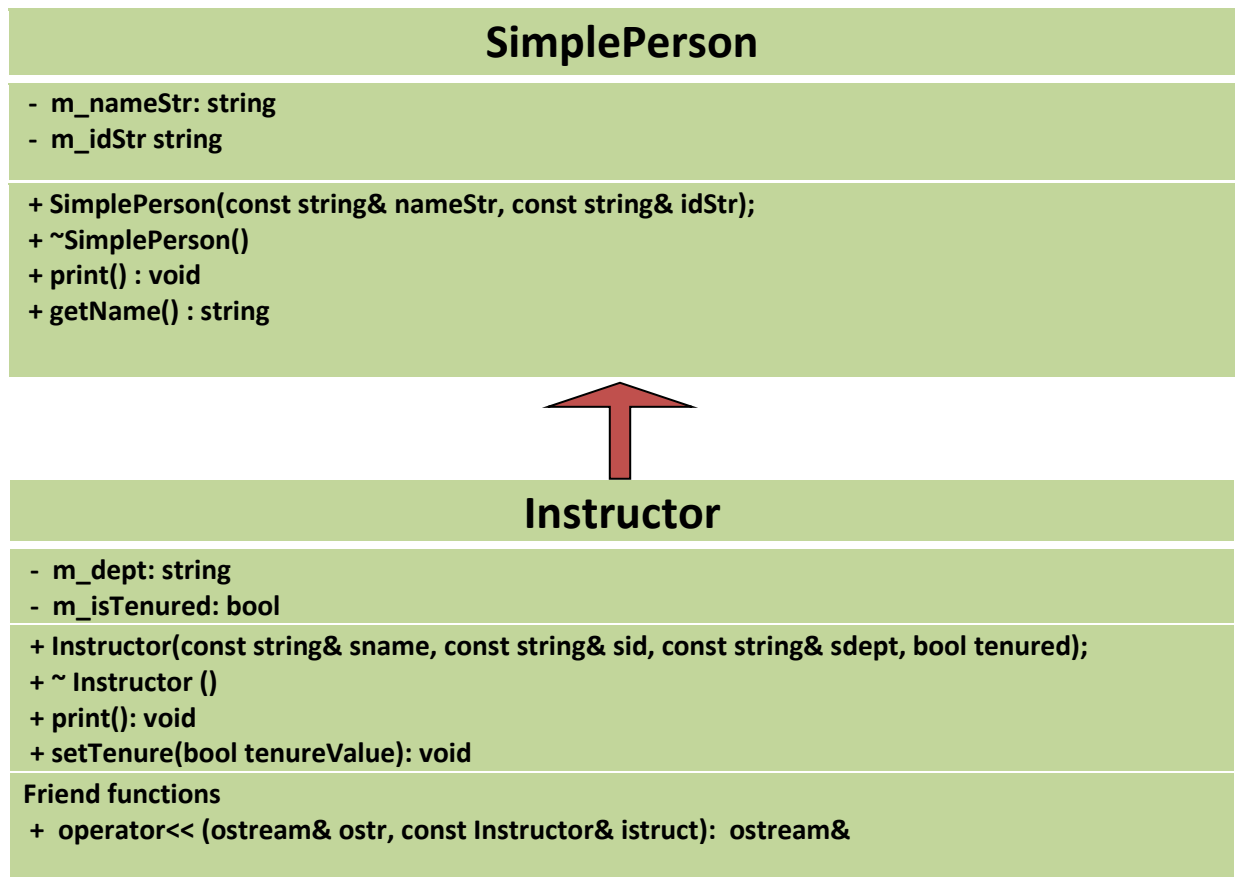 SimplePerson
- m_nameStr: string
- m_idStr string
+ SimplePerson(const string& nameStr, const string& idStr);
+ ~SimplePerson()
+ print() : void
+ getName() : string
Instructor
- m_dept: string
- m_isTenured: bool
+ Instructor(const string& sname, const string& sid, const string& sdept, bool tenured);
+ ~ Instructor ()
+ print(): void
+ setTenure(bool tenureValue): void
Friend functions
+ operator<< (ostream& ostr, const Instructor& istruct): ostream&